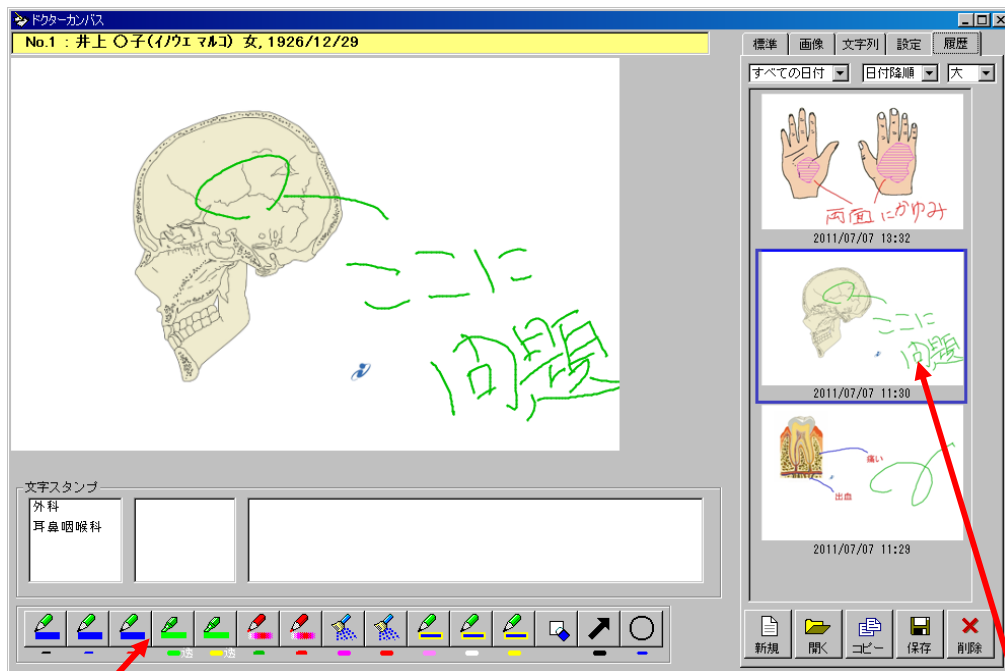 ドクターカンバス
No.1 : 井上 〇子(イノウエ マルコ) 女, 1926/12/29
標準 画像 文字列 設定 履歴
すべての日付 日付降順 大
両面にかゆみ
2011/07/07 13:32
ここに
問題
ここに
問題
2011/07/07 11:30
痛い
出血
2011/07/07 11:29
文字スタンプ
外科
耳鼻咽喉科
透 透
新規 開く コピー 保存 削除